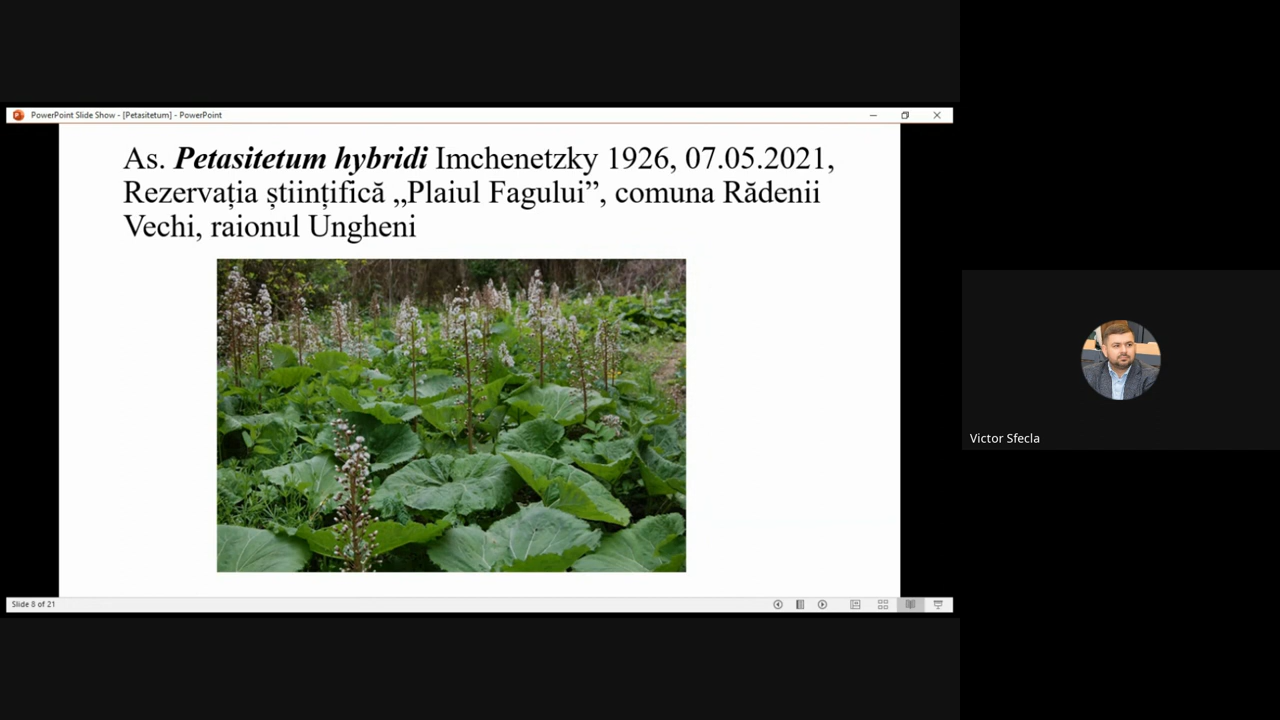 PowerPoint Slide Show - [Petasitetum] - PowerPoint
As. Petasitetum hybridi Imchenetzky 1926, 07.05.2021,
Rezervația științifică „Plaiul Fagului”, comuna Rădenii
Vechi, raionul Ungheni
Victor Sfecla
Slide 8 of 21